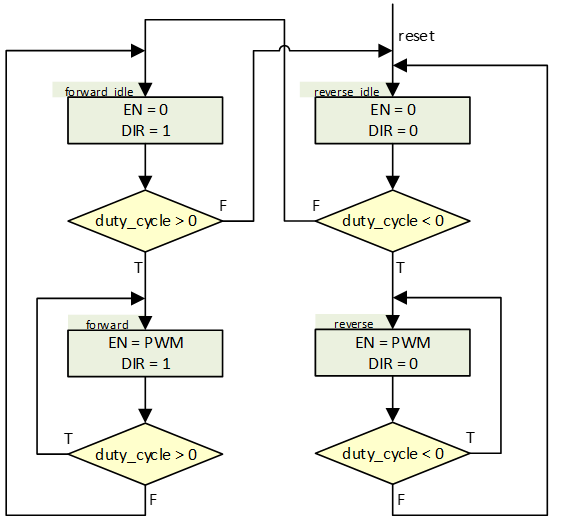 reset
forward_idle
EN = 0
DIR = 1
reverse_idle
EN = 0
DIR = 0
duty_cycle > 0
F
T
F
duty_cycle < 0
T
forward
EN = PWM
DIR = 1
reverse
EN = PWM
DIR = 0
T
duty_cycle > 0
F
duty_cycle < 0
T
F